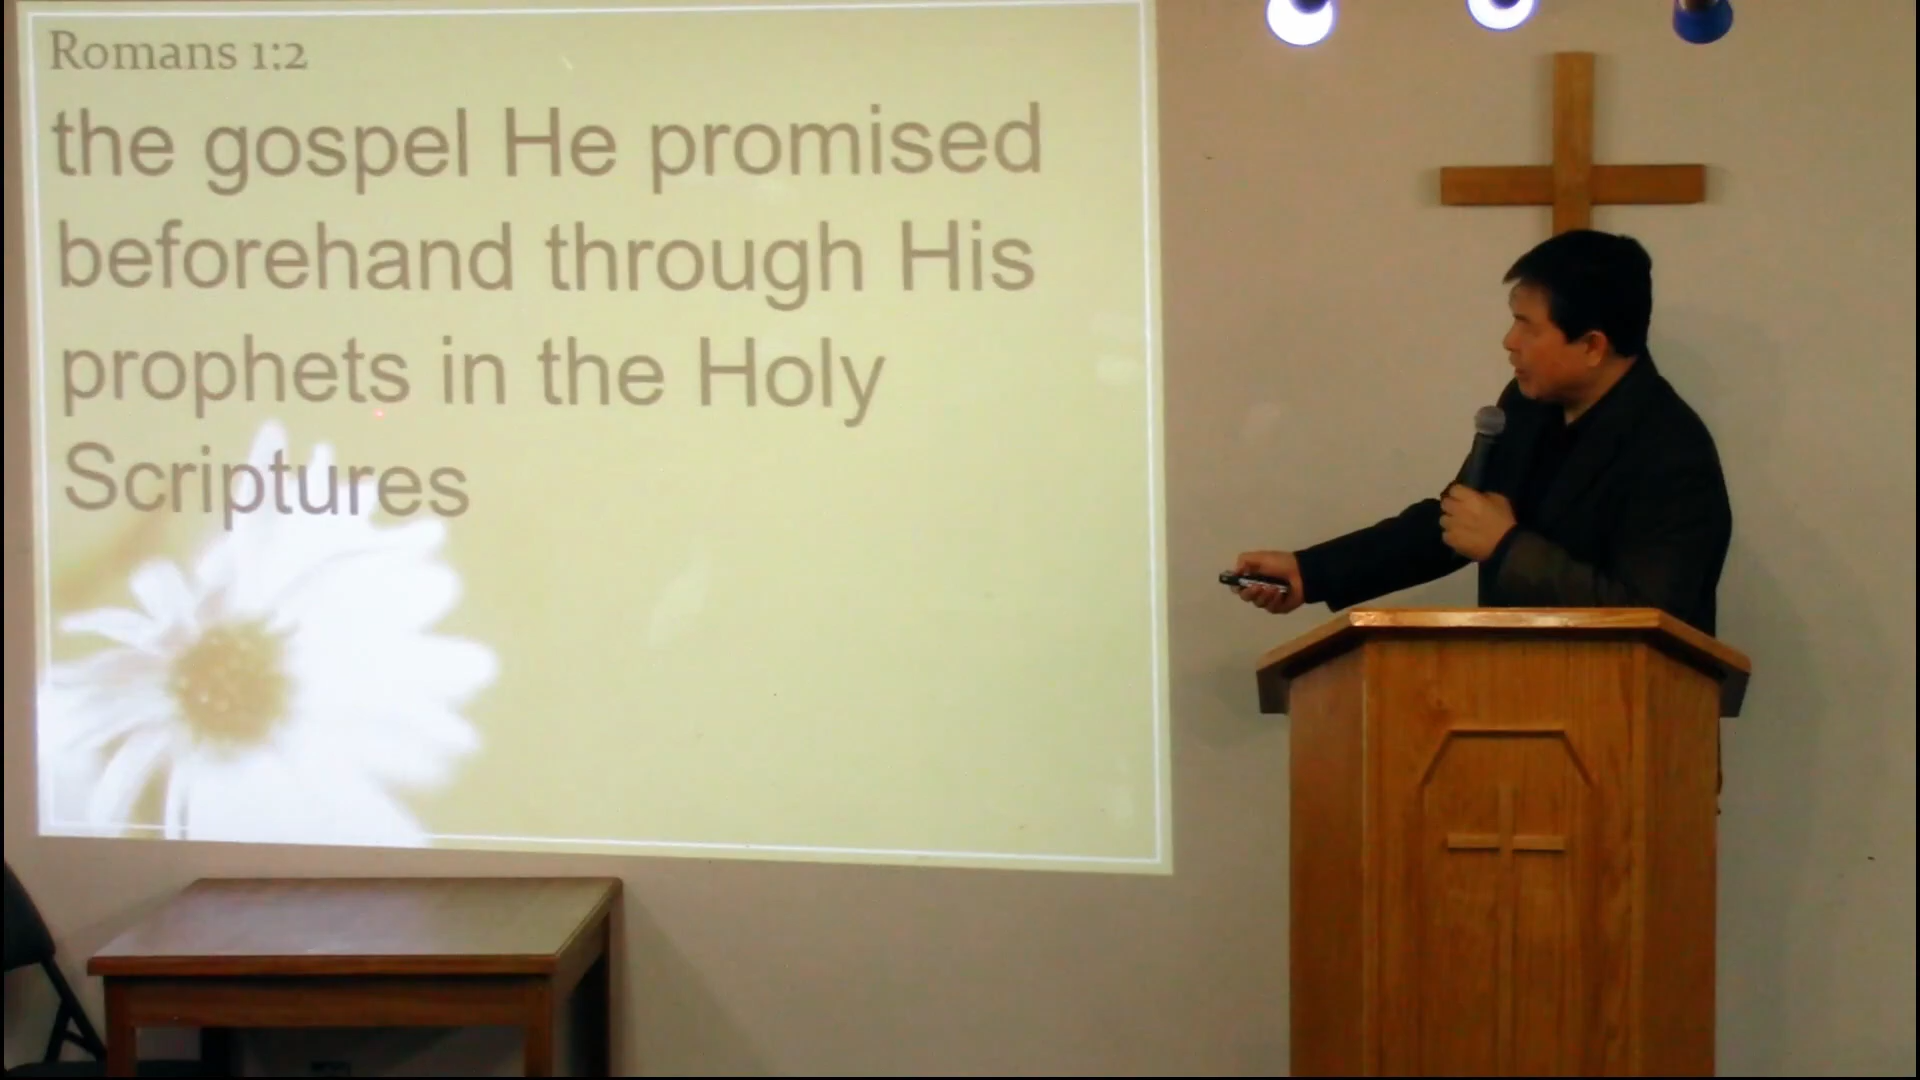 Romans 1:2
the gospel He promised
beforehand through His
prophets in the Holy
Scriptures